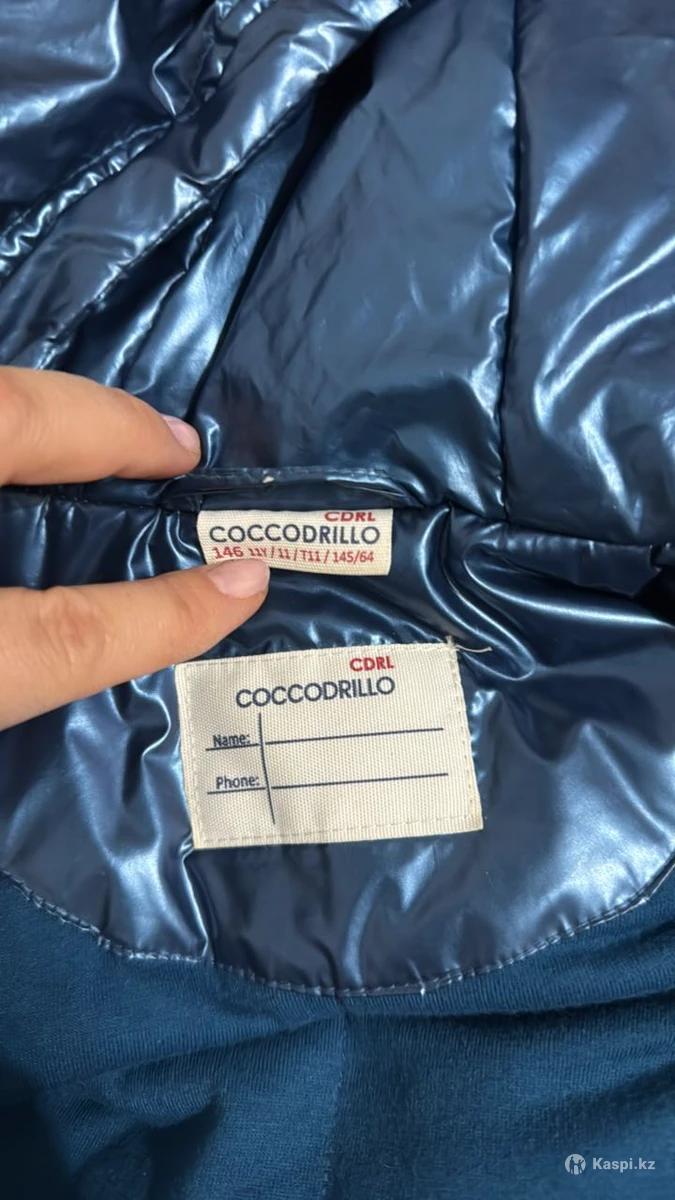 CDRL
COCCODRILLO
146 11Y / 11 / T11 / 145/64
CDRL
COCCODRILLO
Name:
Phone:
Kaspi.kz